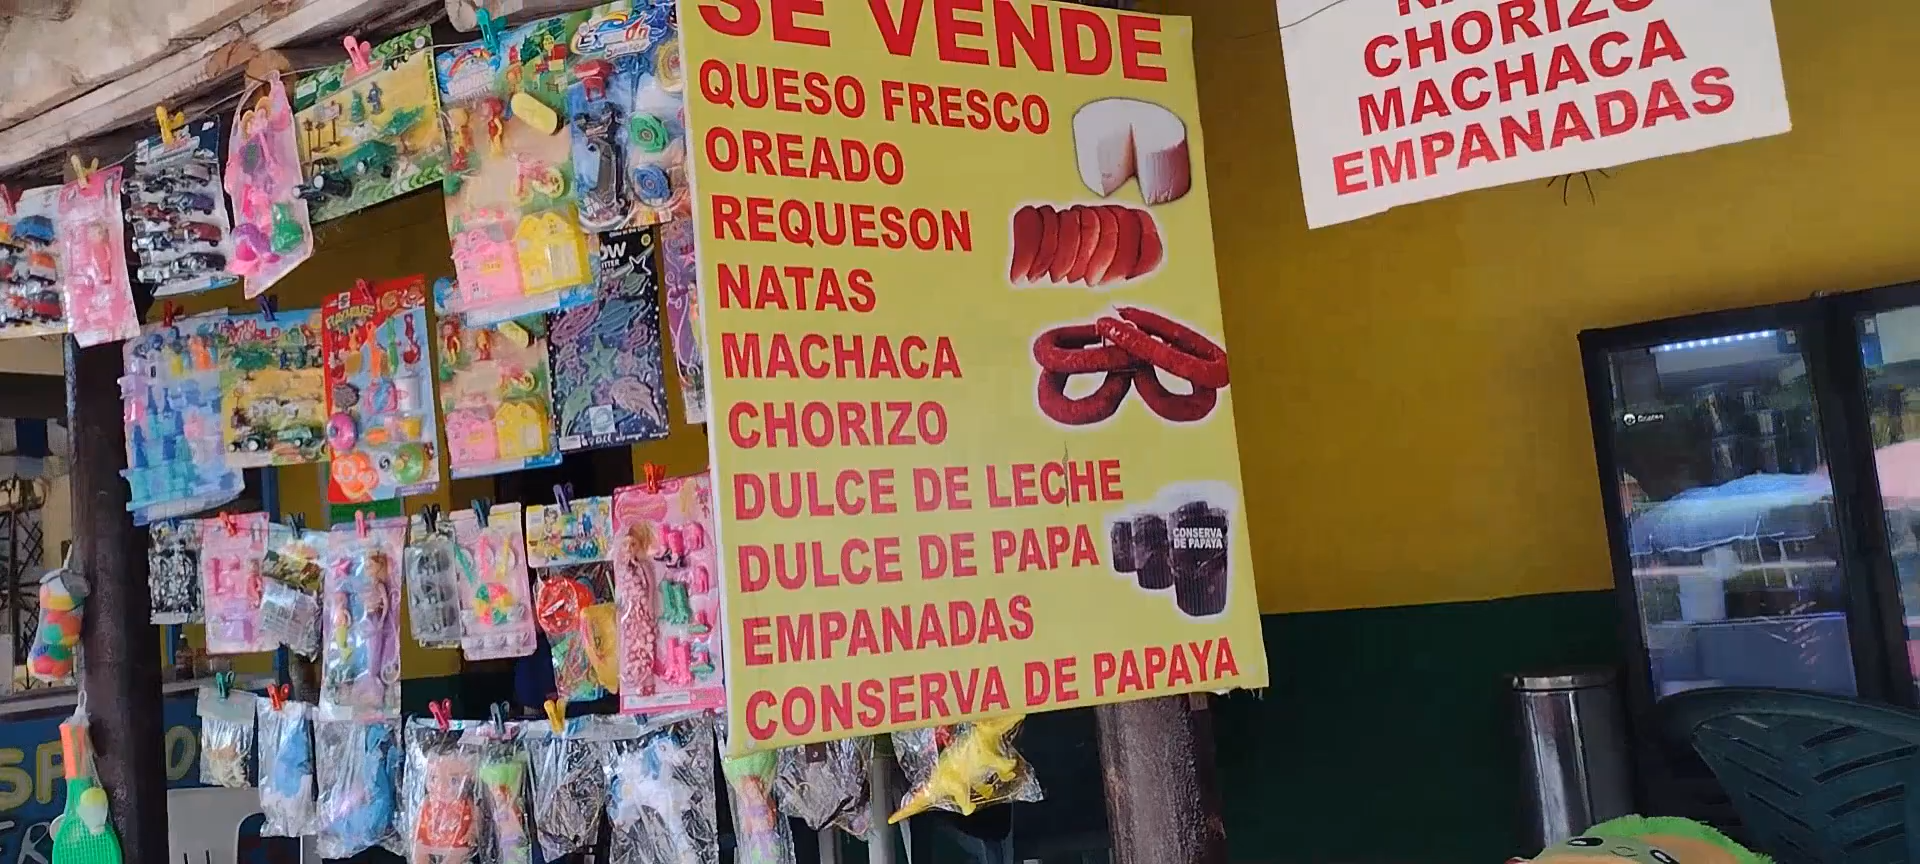 SE VENDE
QUESO FRESCO
OREADO
REQUESON
NATAS
MACHACA
CHORIZO
DULCE DE LECHE
DULCE DE PAPA
EMPANADAS
CONSERVA DE PAPAYA
CONSERVA
DE PAPAYA
CHORIZO
MACHACA
EMPANADAS